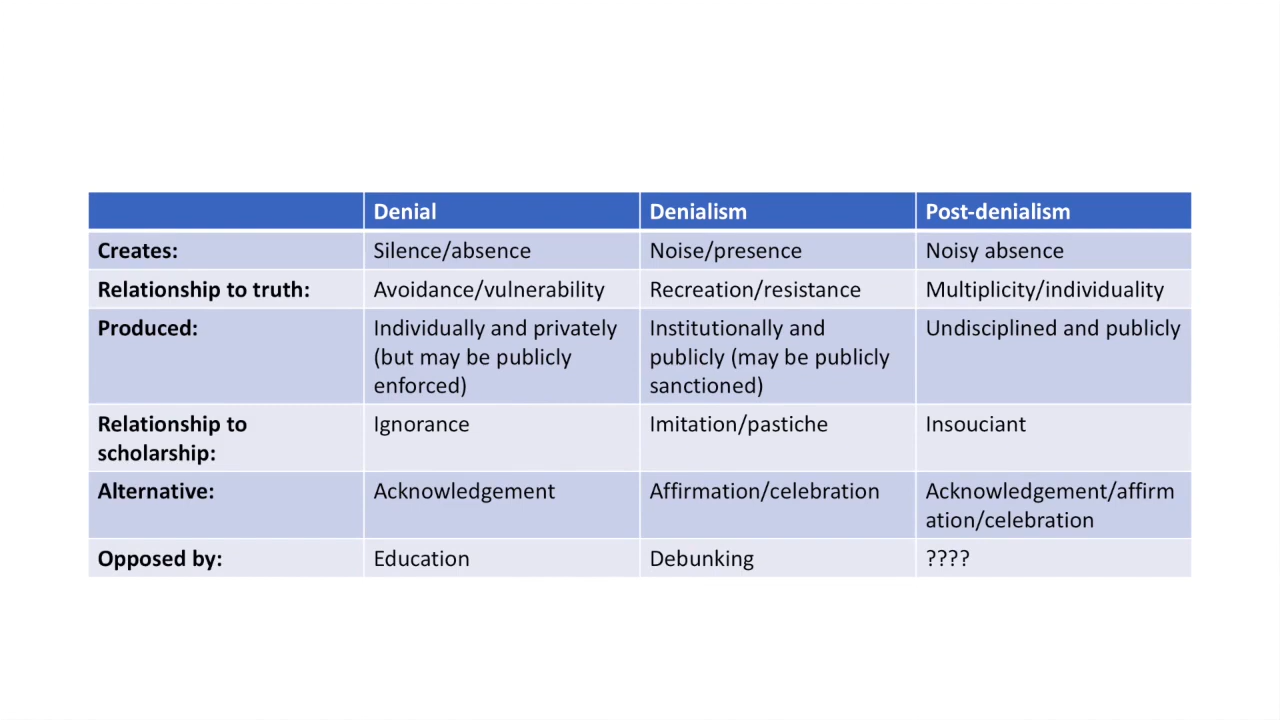 Denial Denialism Post-denialism
Creates: Silence/absence Noise/presence Noisy absence
Relationship to truth: Avoidance/vulnerability Recreation/resistance Multiplicity/individuality
Produced: Individually and privately Institutionally and Undisciplined and publicly
(but may be publicly publicly (may be publicly
enforced) sanctioned)
Relationship to Ignorance Imitation/pastiche Insouciant
scholarship:
Alternative: Acknowledgement Affirmation/celebration Acknowledgement/affirm
ation/celebration
Opposed by: Education Debunking ????